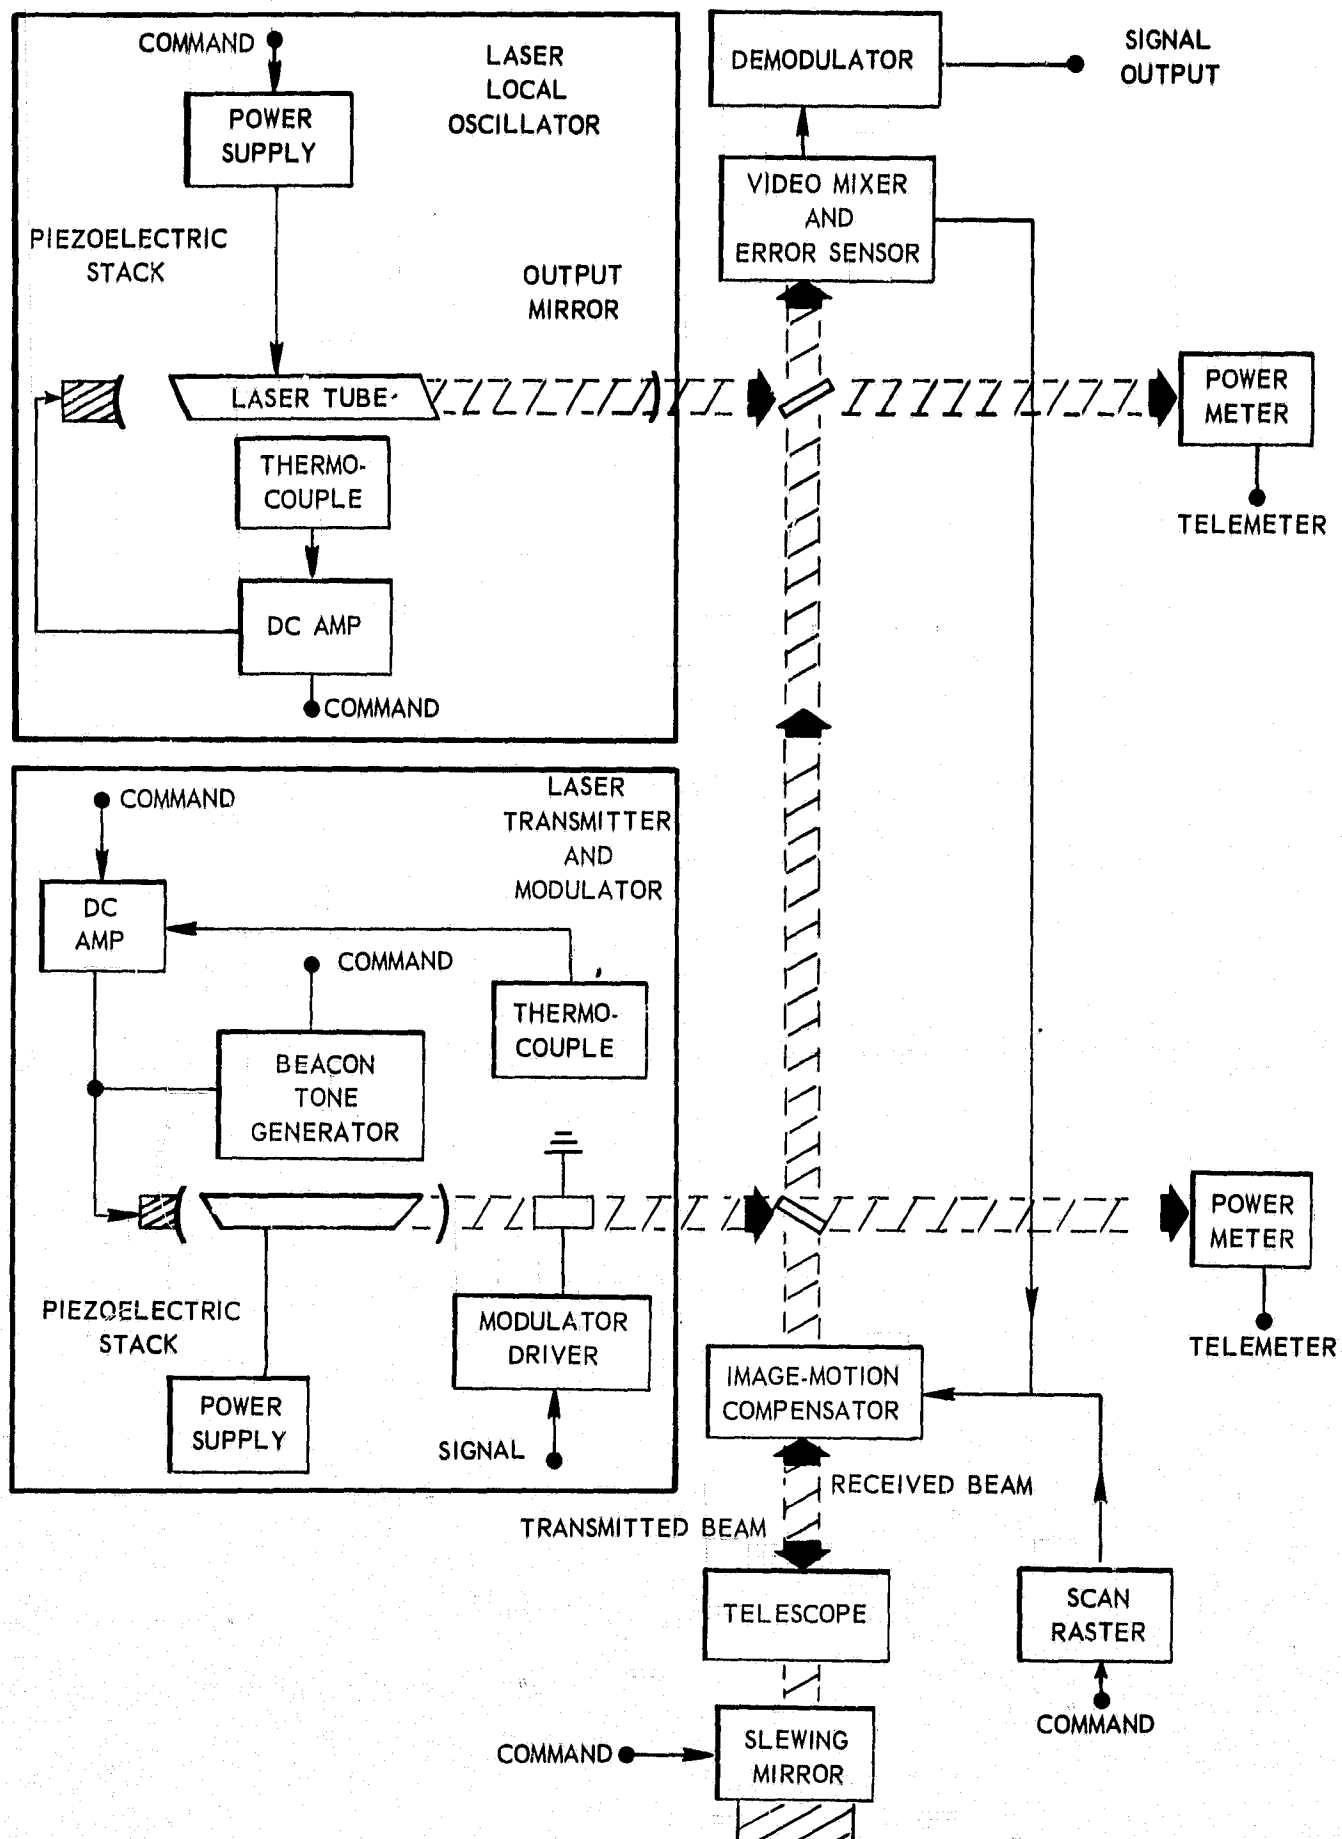 COMMAND
LASER
LOCAL
OSCILLATOR
POWER
SUPPLY
PIEZOELECTRIC
STACK
OUTPUT
MIRROR
LASER TUBE
THERMO-
COUPLE
DC AMP
COMMAND
DEMODULATOR
SIGNAL
OUTPUT
VIDEO MIXER
AND
ERROR SENSOR
POWER
METER
TELEMETER
COMMAND
LASER
TRANSMITTER
AND
MODULATOR
DC
AMP
COMMAND
THERMO-
COUPLE
BEACON
TONE
GENERATOR
PIEZOELECTRIC
STACK
POWER
SUPPLY
MODULATOR
DRIVER
SIGNAL
POWER
METER
TELEMETER
IMAGE-MOTION
COMPENSATOR
RECEIVED BEAM
TRANSMITTED BEAM
TELESCOPE
SCAN
RASTER
COMMAND
COMMAND
SLEWING
MIRROR